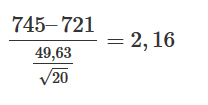 745–721
49,63
√20
= 2, 16